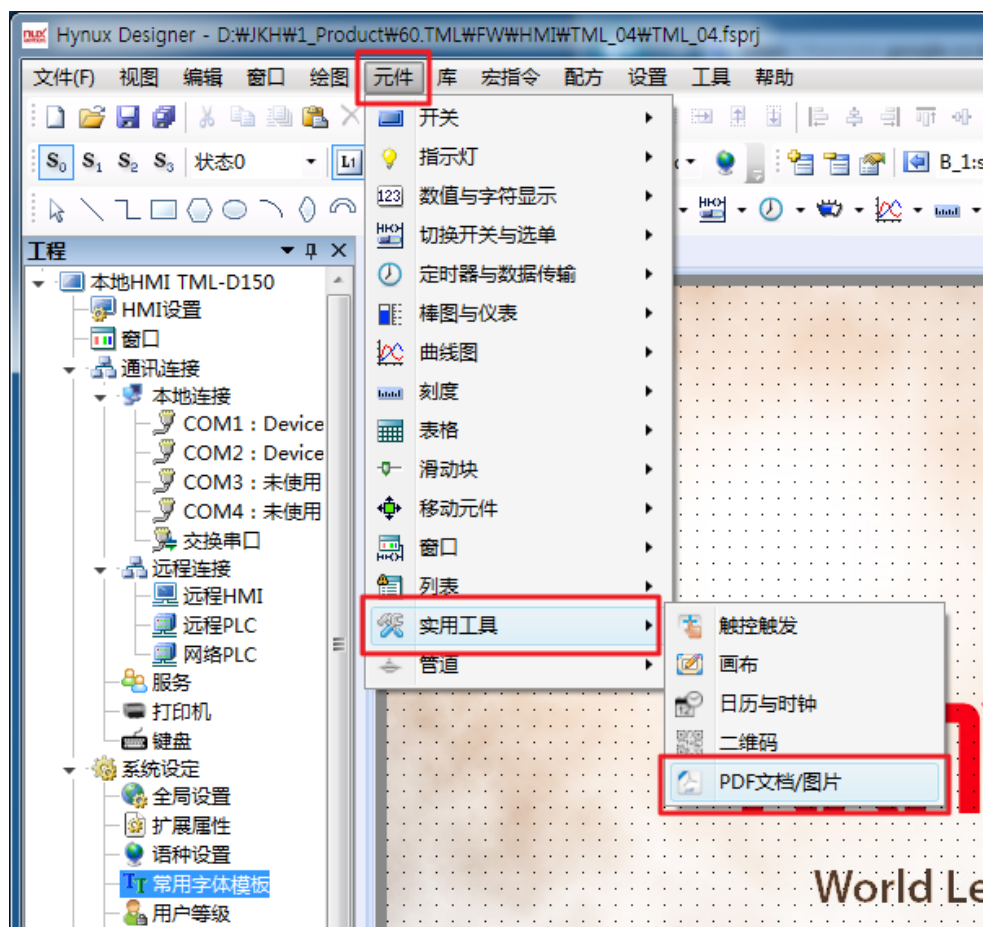 Hynux Designer - D:₩JKH₩1_Product₩60.TML₩FW₩HMI₩TML_04₩TML_04.fsprj
文件(F) 视图 编辑 窗口 绘图 元件 库 宏指令 配方 设置 工具 帮助
S0 S1 S2 S3 状态0 L1
B_1:s
工程
本地HMI TML-D150
HMI设置
窗口
通讯连接
本地连接
COM1 : Device
COM2 : Device
COM3 : 未使用
COM4 : 未使用
交换串口
远程连接
远程HMI
远程PLC
网络PLC
服务
打印机
键盘
系统设定
全局设置
扩展属性
语种设置
常用字体模板
用户等级
开关
指示灯
123 数值与字符显示
切换开关与选单
定时器与数据传输
棒图与仪表
曲线图
刻度
表格
滑动块
移动元件
窗口
列表
实用工具
管道
触控触发
画布
日历与时钟
二维码
PDF文档/图片
World Le